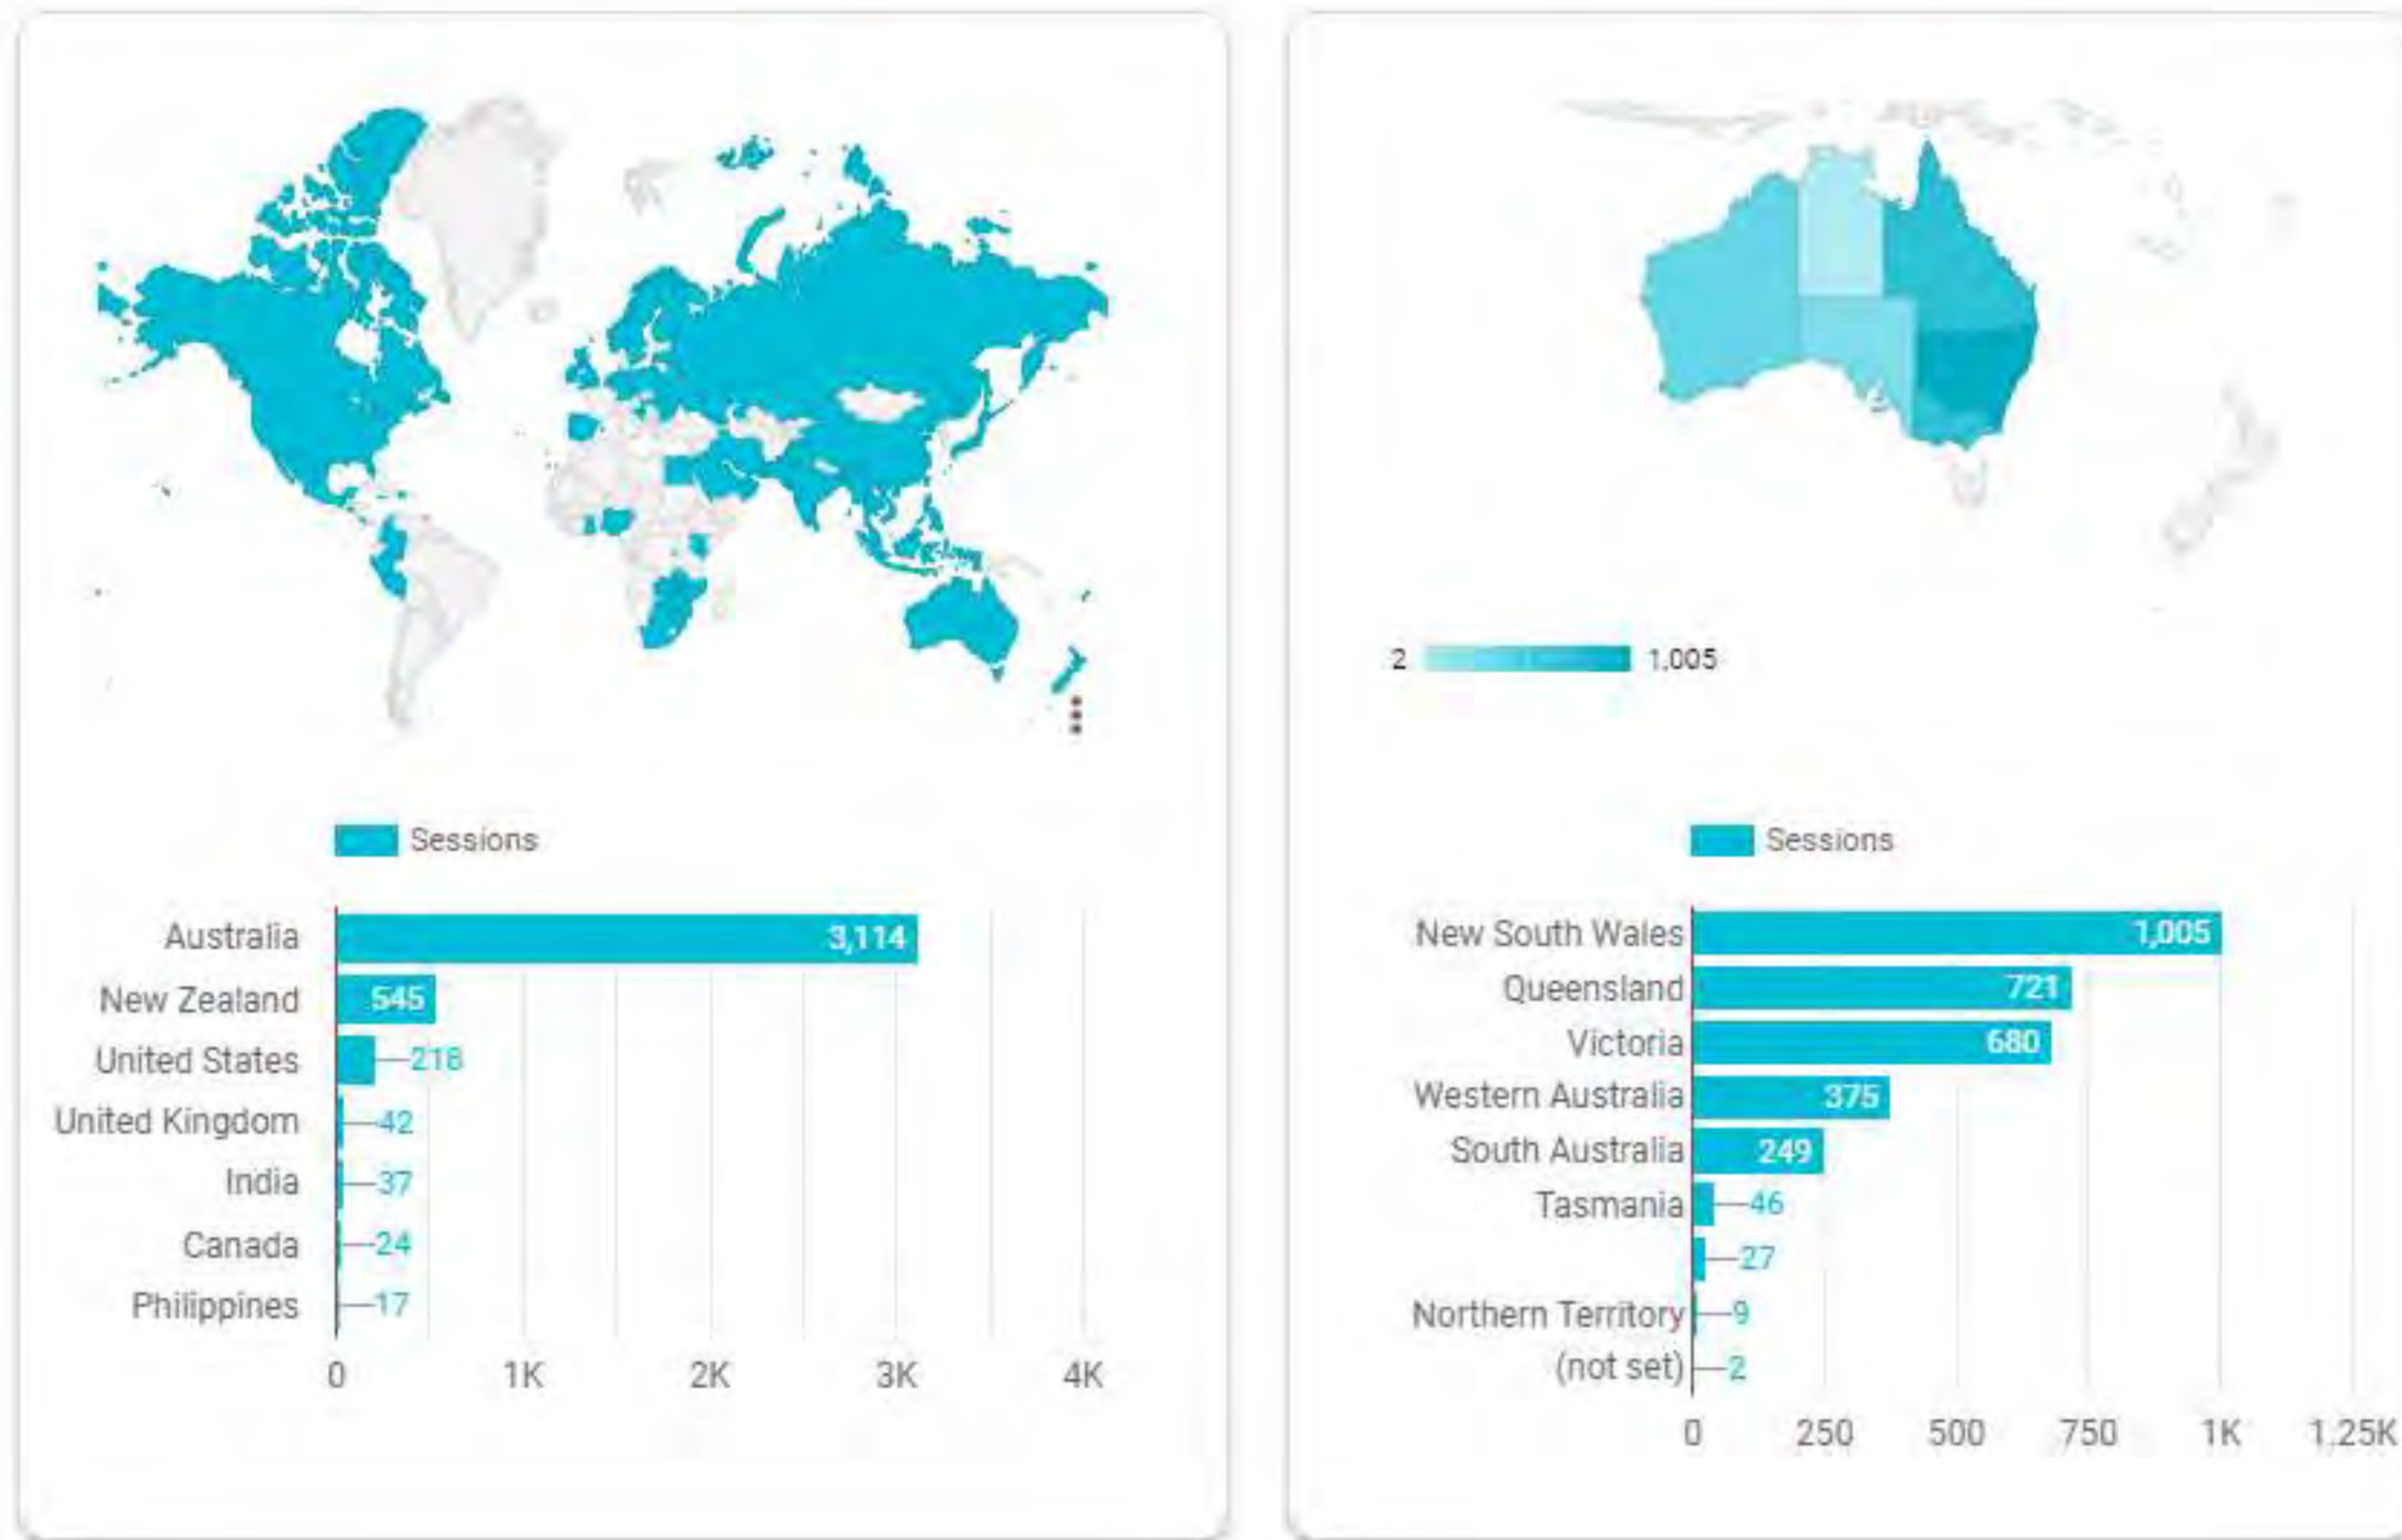 Sessions
Australia 3,114
New Zealand 545
United States 218
United Kingdom 42
India 37
Canada 24
Philippines 17
0 1K 2K 3K 4K
2 1,005
Sessions
New South Wales 1,005
Queensland 721
Victoria 680
Western Australia 375
South Australia 249
Tasmania 46
27
Northern Territory 9
(not set) 2
0 250 500 750 1K 1.25K